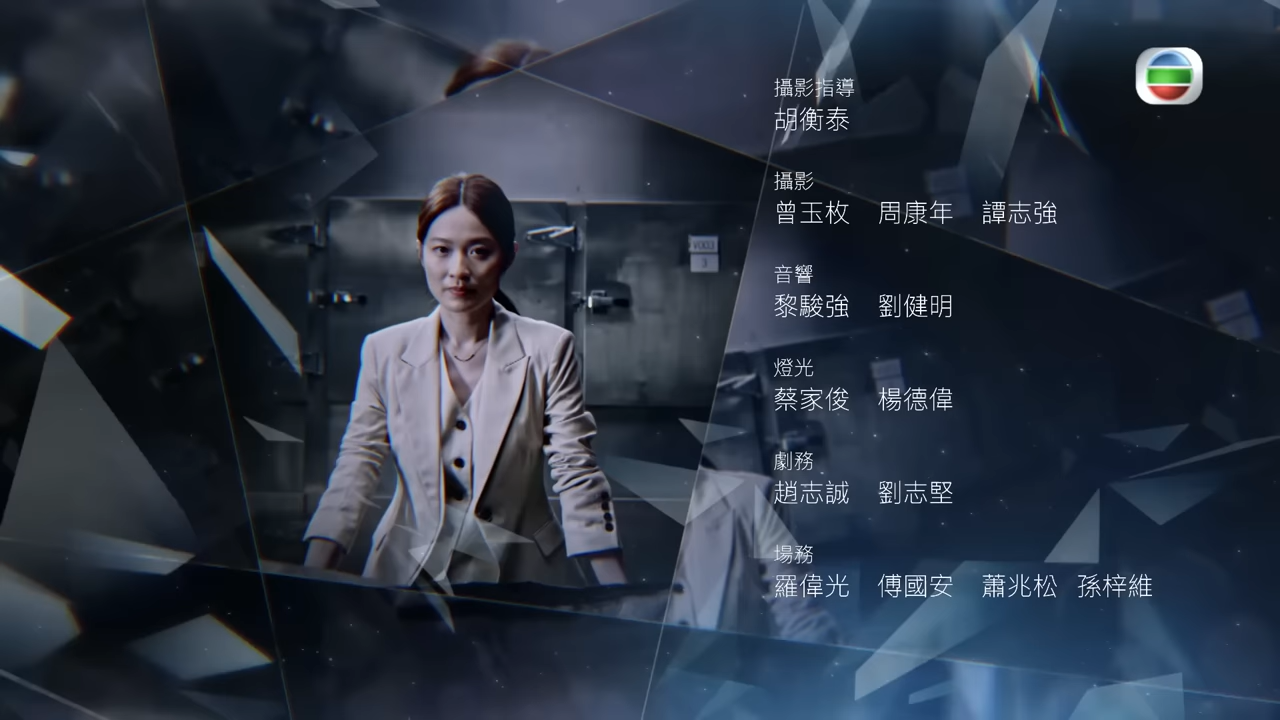 攝影指導
胡衡泰
攝影
曾玉枚 周康年 譚志強
音響
黎駿強 劉健明
燈光
蔡家俊 楊德偉
劇務
趙志誠 劉志堅
場務
羅偉光 傅國安 蕭兆松 孫梓維
V003
3